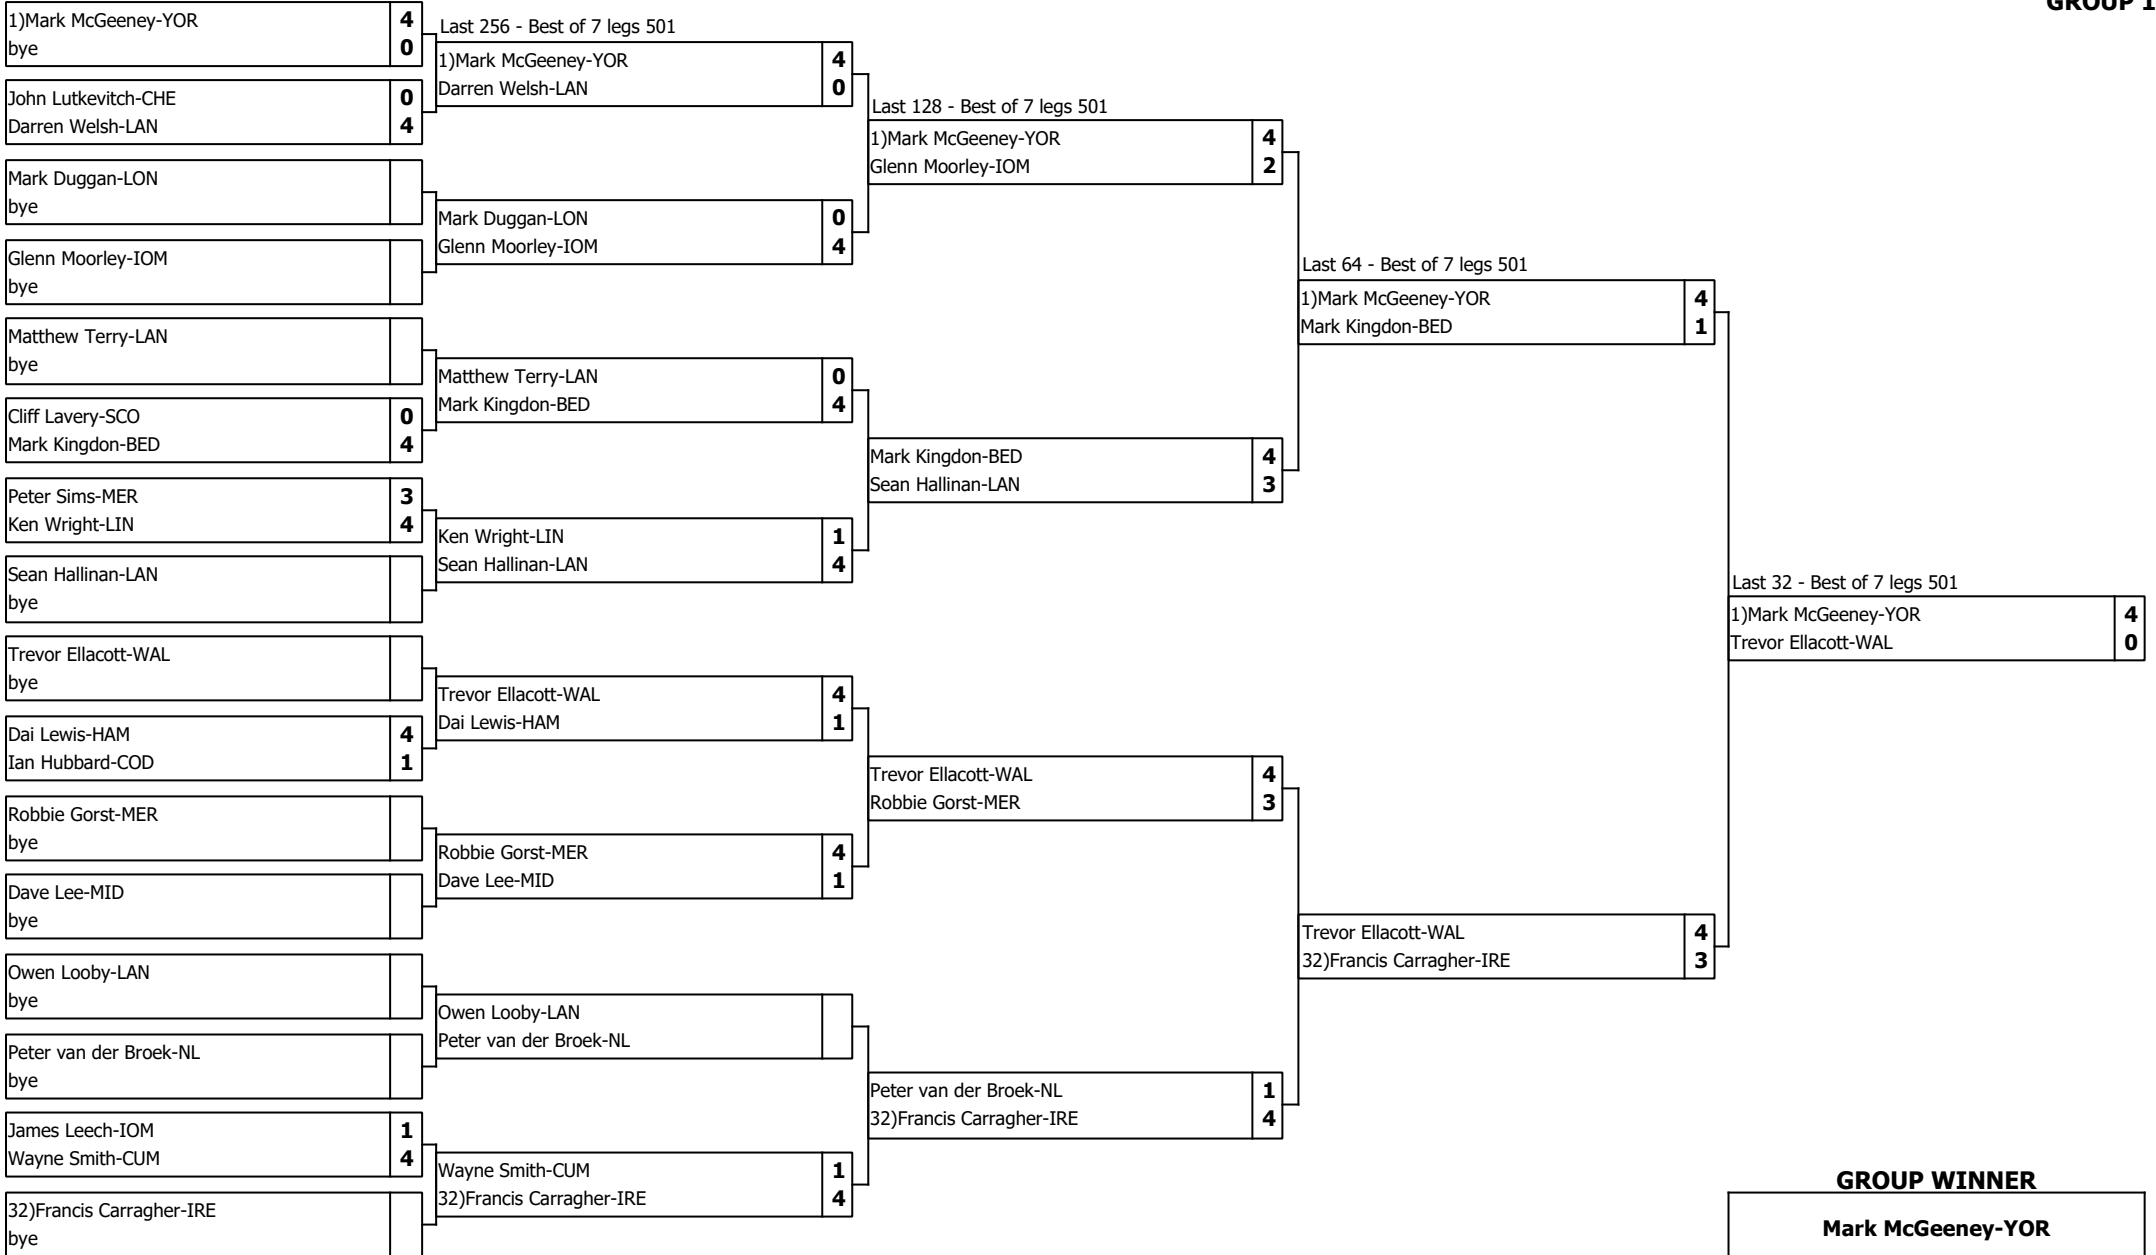 GROUP 1
1)Mark McGeeney-YOR 4
bye 0
John Lutkevitch-CHE 0
Darren Welsh-LAN 4
Mark Duggan-LON
bye
Glenn Moorley-IOM
bye
Matthew Terry-LAN
bye
Cliff Lavery-SCO 0
Mark Kingdon-BED 4
Peter Sims-MER 3
Ken Wright-LIN 4
Sean Hallinan-LAN
bye
Trevor Ellacott-WAL
bye
Dai Lewis-HAM 4
Ian Hubbard-COD 1
Robbie Gorst-MER
bye
Dave Lee-MID
bye
Owen Looby-LAN
bye
Peter van der Broek-NL
bye
James Leech-IOM 1
Wayne Smith-CUM 4
32)Francis Carragher-IRE
bye
Last 256 - Best of 7 legs 501
1)Mark McGeeney-YOR 4
Darren Welsh-LAN 0
Mark Duggan-LON 0
Glenn Moorley-IOM 4
Matthew Terry-LAN 0
Mark Kingdon-BED 4
Ken Wright-LIN 1
Sean Hallinan-LAN 4
Trevor Ellacott-WAL 4
Dai Lewis-HAM 1
Robbie Gorst-MER 4
Dave Lee-MID 1
Owen Looby-LAN
Peter van der Broek-NL
Wayne Smith-CUM 1
32)Francis Carragher-IRE 4
Last 128 - Best of 7 legs 501
1)Mark McGeeney-YOR 4
Glenn Moorley-IOM 2
Mark Kingdon-BED 4
Sean Hallinan-LAN 3
Trevor Ellacott-WAL 4
Robbie Gorst-MER 3
Peter van der Broek-NL 1
32)Francis Carragher-IRE 4
Last 64 - Best of 7 legs 501
1)Mark McGeeney-YOR 4
Mark Kingdon-BED 1
Trevor Ellacott-WAL 4
32)Francis Carragher-IRE 3
Last 32 - Best of 7 legs 501
1)Mark McGeeney-YOR 4
Trevor Ellacott-WAL 0
GROUP WINNER
Mark McGeeney-YOR